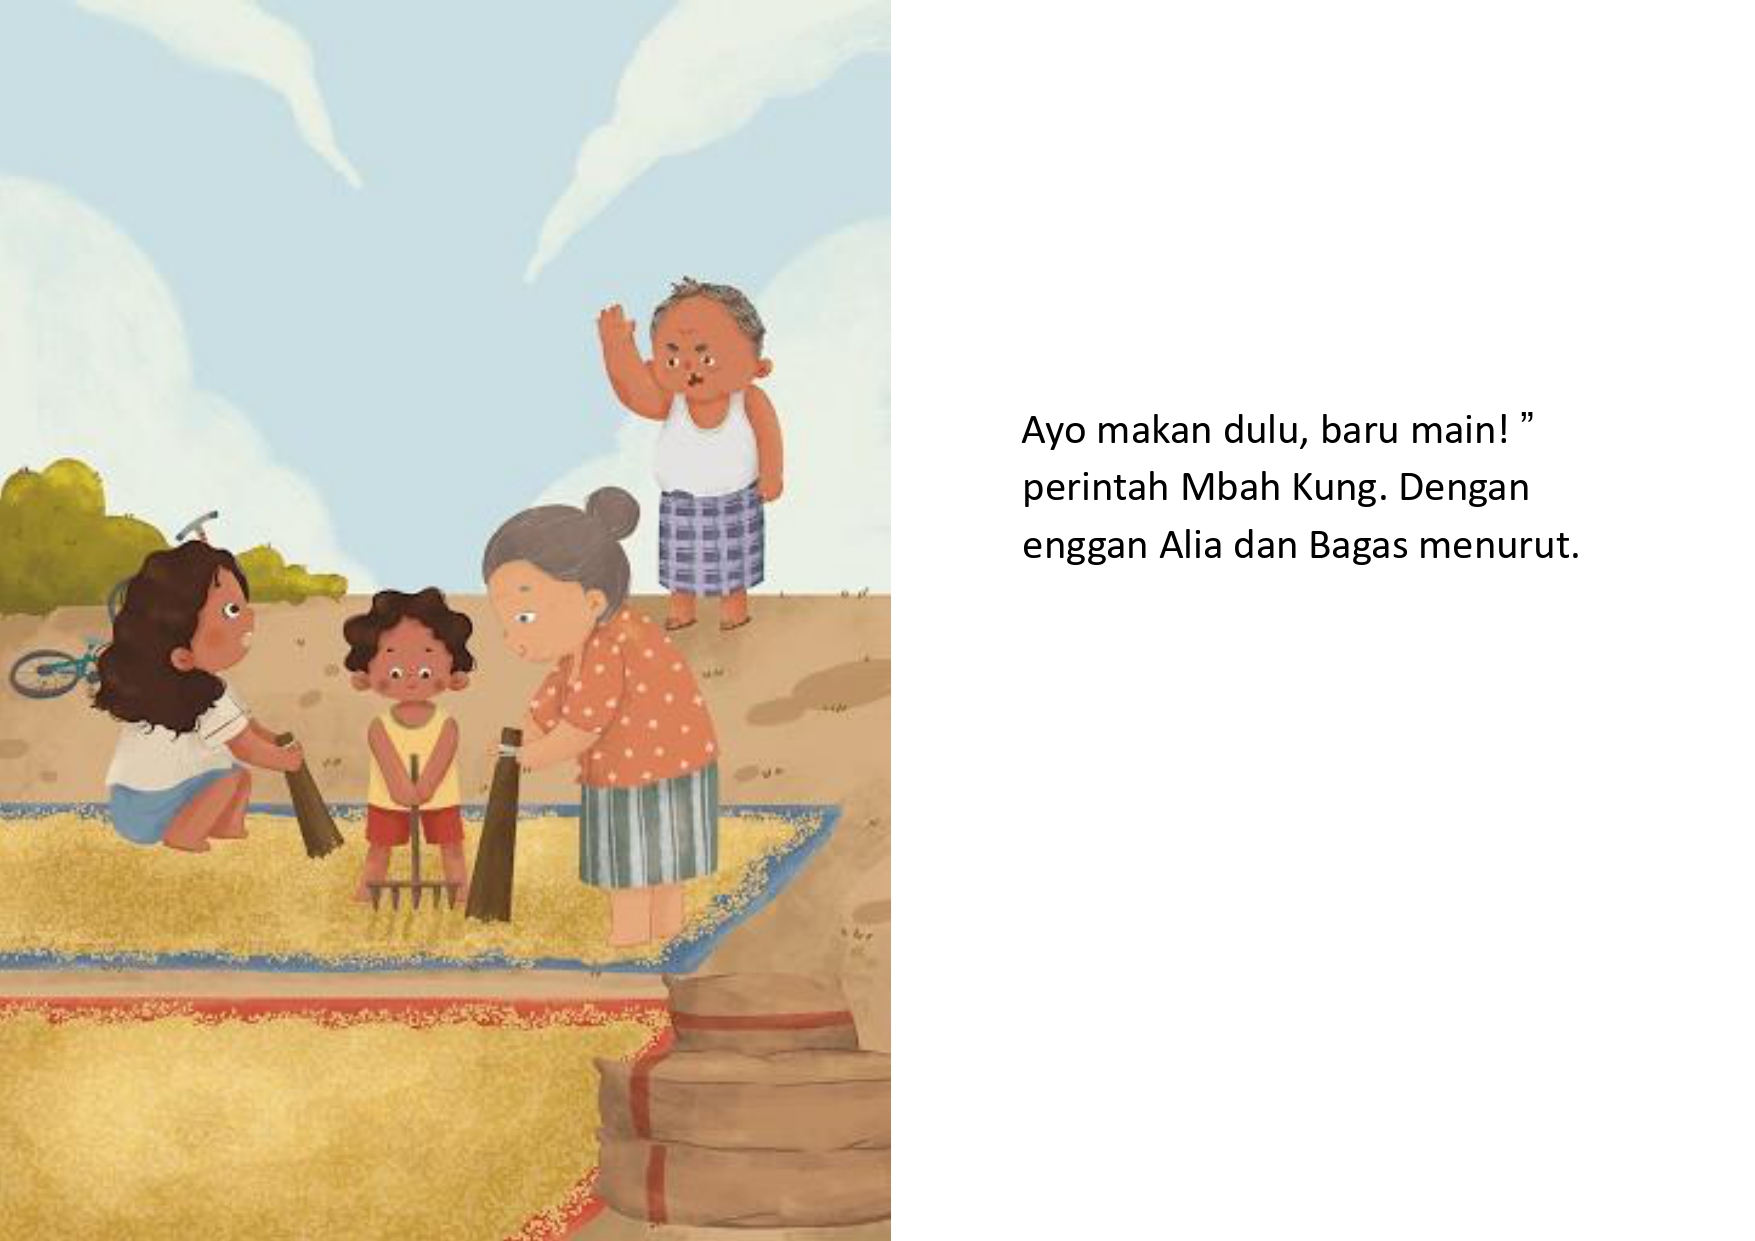 Ayo makan dulu, baru main! ”
perintah Mbah Kung. Dengan
enggan Alia dan Bagas menurut.